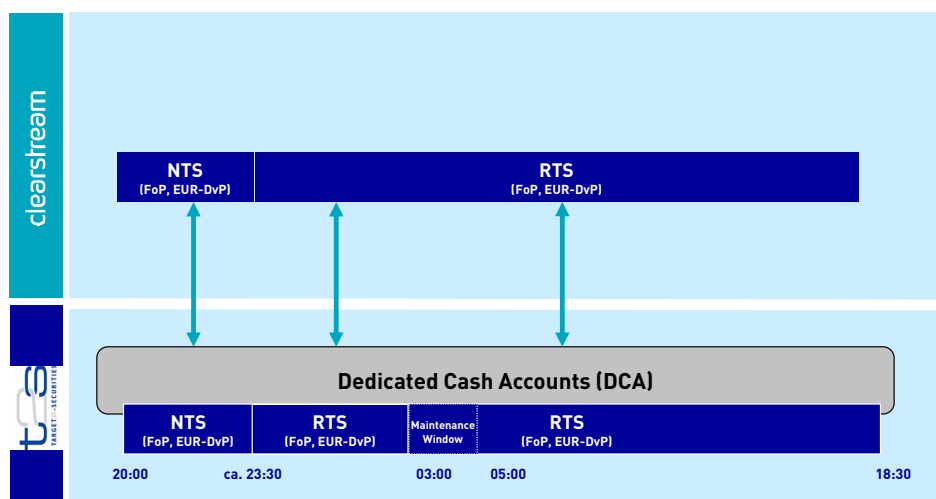 clearstream
NTS
(FoP, EUR-DvP)
RTS
(FoP, EUR-DvP)
t2s
TARGET2-SECURITIES
Dedicated Cash Accounts (DCA)
NTS
(FoP, EUR-DvP)
RTS
(FoP, EUR-DvP)
Maintenance
Window
RTS
(FoP, EUR-DvP)
20:00
ca. 23:30
03:00
05:00
18:30